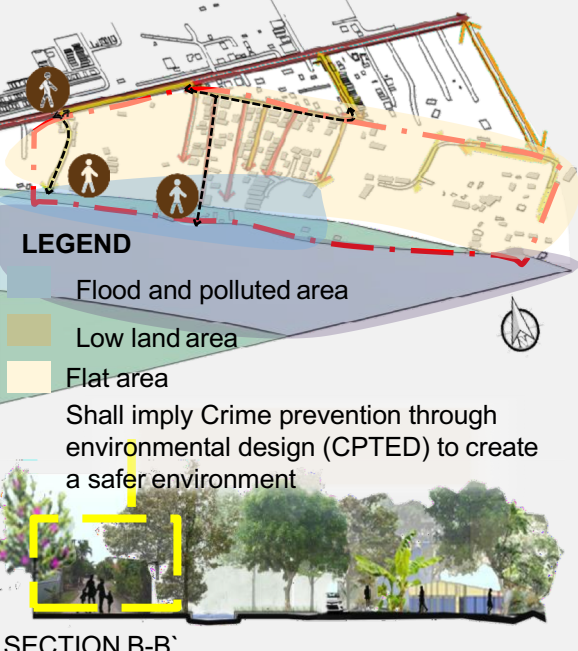 LEGEND
Flood and polluted area
Low land area
Flat area
Shall imply Crime prevention through
environmental design (CPTED) to create
a safer environment
SECTION B-B`